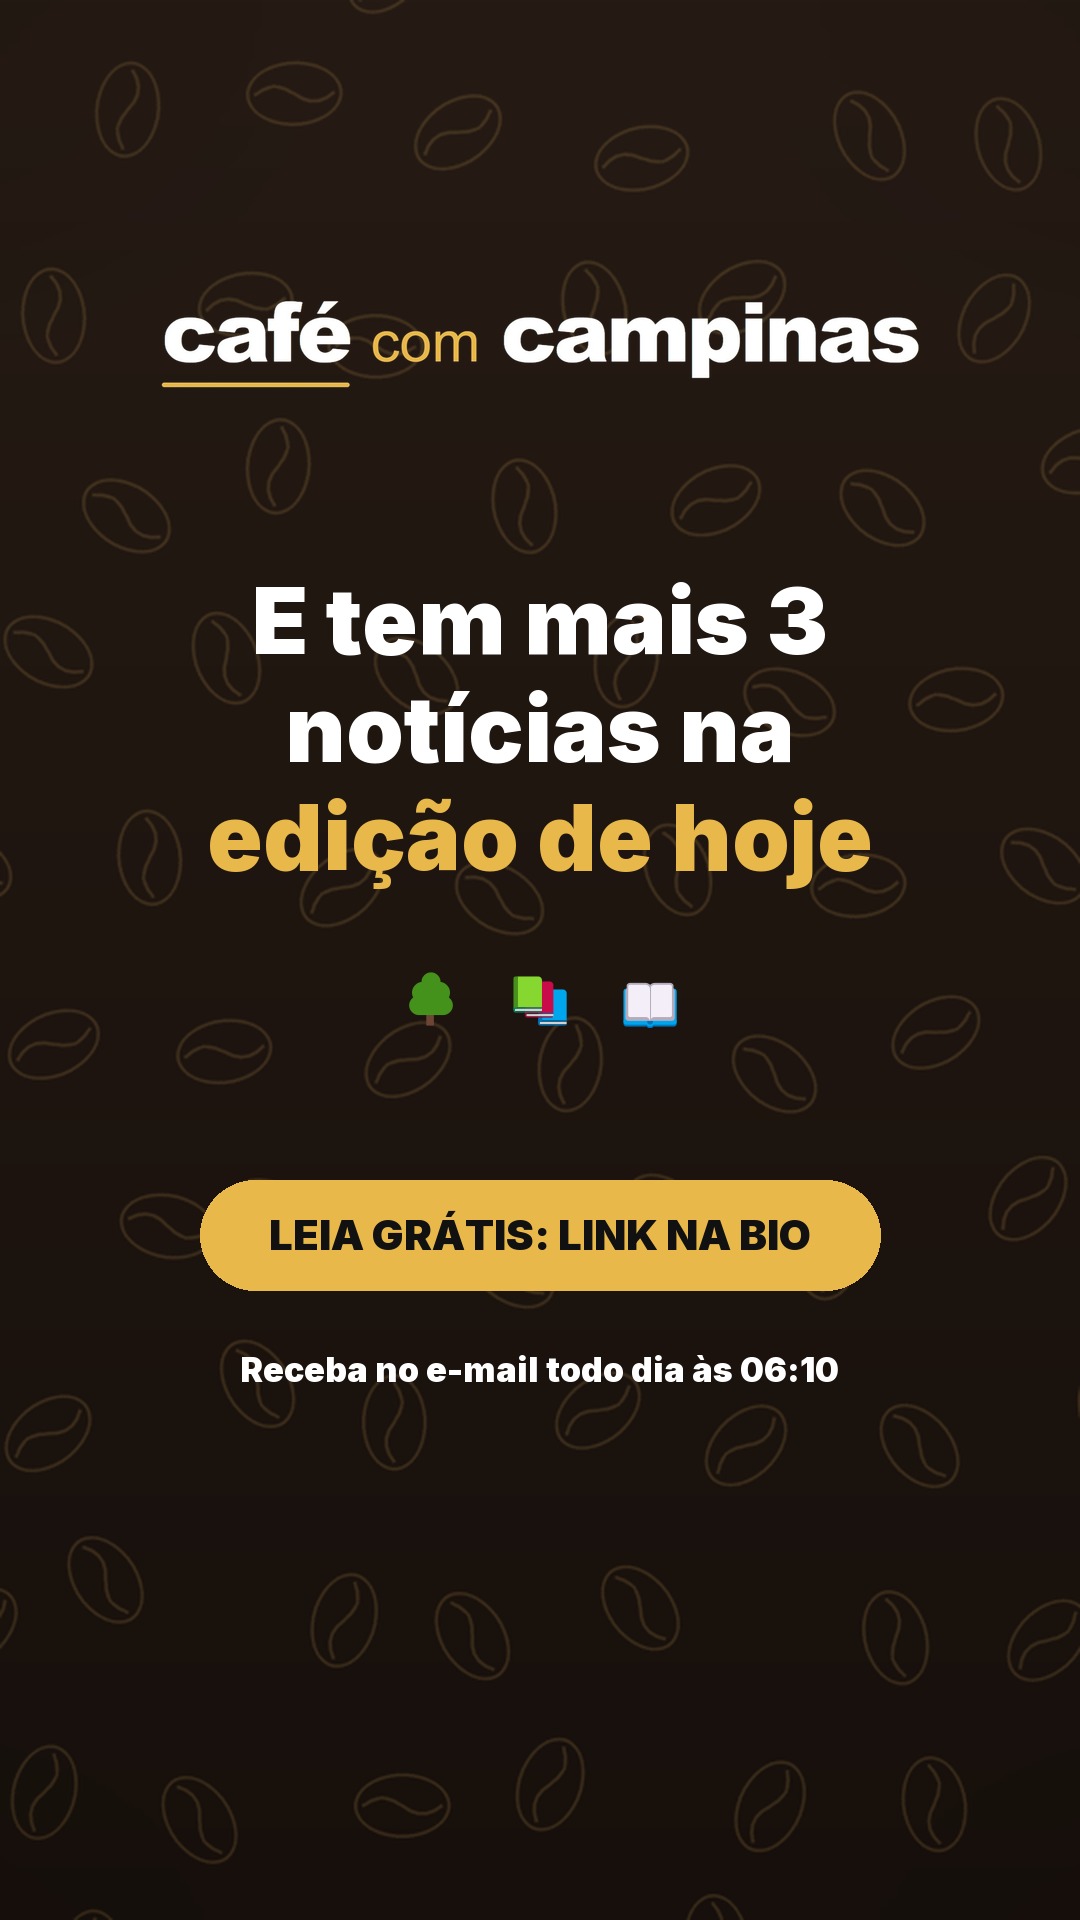 café com campinas
E tem mais 3
notícias na
edição de hoje
LEIA GRÁTIS: LINK NA BIO
Receba no e-mail todo dia às 06:10